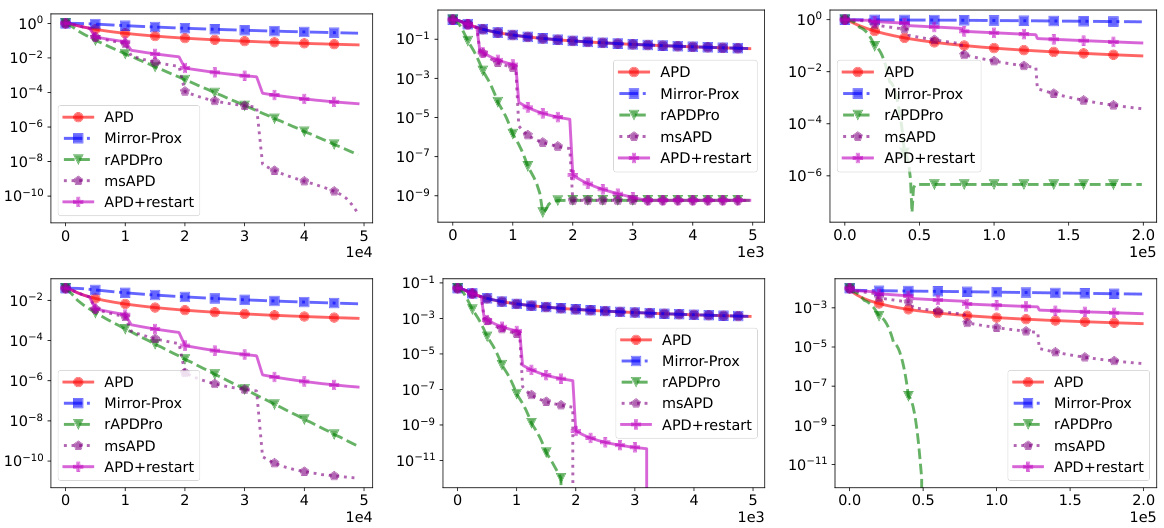 10⁰
10⁻²
10⁻⁴
10⁻⁶
10⁻⁸
10⁻¹⁰
APD
Mirror-Prox
rAPDPro
msAPD
APD+restart
0 1 2 3 4 5
1e4
10⁻¹
10⁻³
10⁻⁵
10⁻⁷
10⁻⁹
APD
Mirror-Prox
rAPDPro
msAPD
APD+restart
0 1 2 3 4 5
1e3
10⁰
10⁻²
10⁻⁴
10⁻⁶
APD
Mirror-Prox
rAPDPro
msAPD
APD+restart
0.0 0.5 1.0 1.5 2.0
1e5
10⁻²
10⁻⁴
10⁻⁶
10⁻⁸
10⁻¹⁰
APD
Mirror-Prox
rAPDPro
msAPD
APD+restart
0 1 2 3 4 5
1e4
10⁻¹
10⁻³
10⁻⁵
10⁻⁷
10⁻⁹
10⁻¹¹
APD
Mirror-Prox
rAPDPro
msAPD
APD+restart
0 1 2 3 4 5
1e3
10⁻³
10⁻⁵
10⁻⁷
10⁻⁹
10⁻¹¹
APD
Mirror-Prox
rAPDPro
msAPD
APD+restart
0.0 0.5 1.0 1.5 2.0
1e5